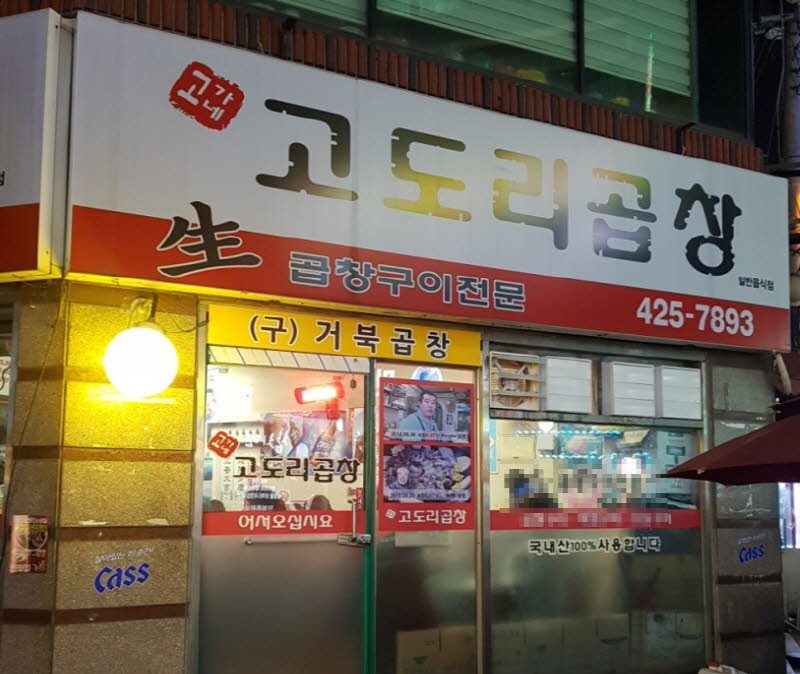 고가네
고도리곱창
生 곱창구이전문
일반음식점
425-7893
(구) 거북곱창
고가네
고도리곱창
어서오십시요
고도리곱창
국내산100%사용합니다
Cass
Cass